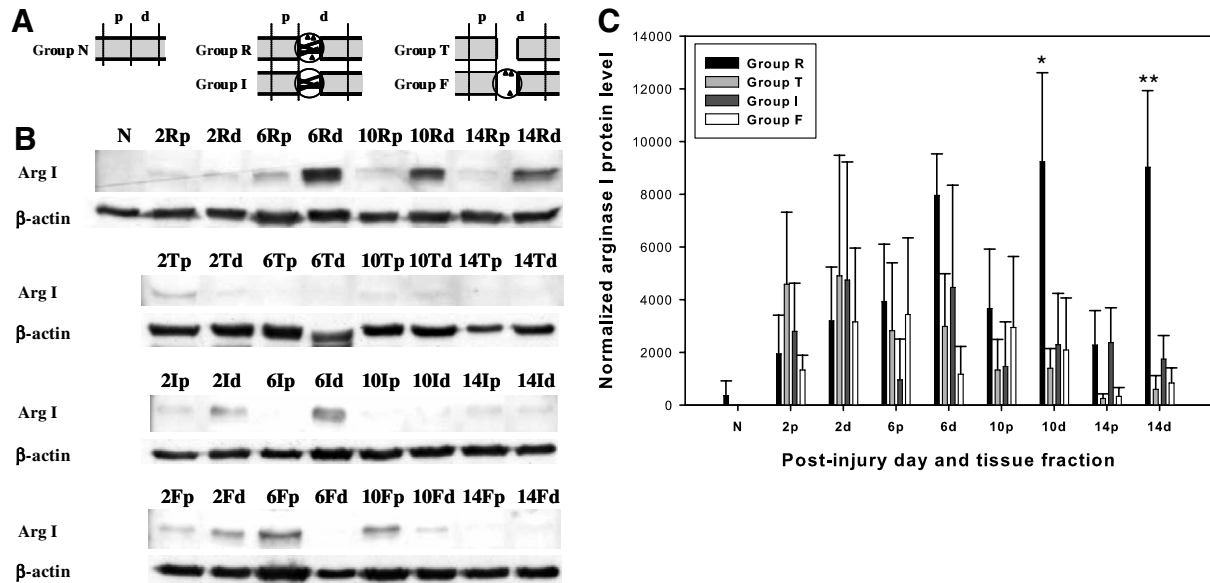 A
p d
Group N
p d
Group R
Group I
d
Group T
Group F
B
N 2Rp 2Rd 6Rp 6Rd 10Rp 10Rd 14Rp 14Rd
Arg I
β-actin
2Tp 2Td 6Tp 6Td 10Tp 10Td 14Tp 14Td
Arg I
β-actin
2Ip 2Id 6Ip 6Id 10Ip 10Id 14Ip 14Id
Arg I
β-actin
2Fp 2Fd 6Fp 6Fd 10Fp 10Fd 14Fp 14Fd
Arg I
β-actin
C
Normalized arginase I protein level
14000
12000
10000
8000
6000
4000
2000
0
Group R
Group T
Group I
Group F
*
**
N 2p 2d 6p 6d 10p 10d 14p 14d
Post-injury day and tissue fraction